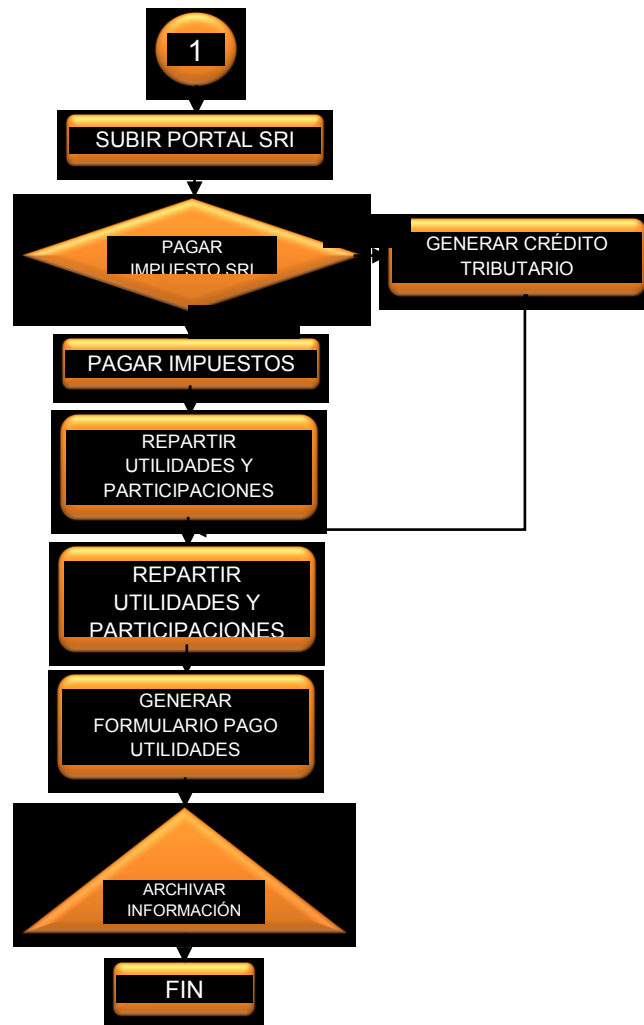 1
SUBIR PORTAL SRI
PAGAR
IMPUESTO SRI
GENERAR CRÉDITO
TRIBUTARIO
PAGAR IMPUESTOS
REPARTIR
UTILIDADES Y
PARTICIPACIONES
REPARTIR
UTILIDADES Y
PARTICIPACIONES
GENERAR
FORMULARIO PAGO
UTILIDADES
ARCHIVAR
INFORMACIÓN
FIN